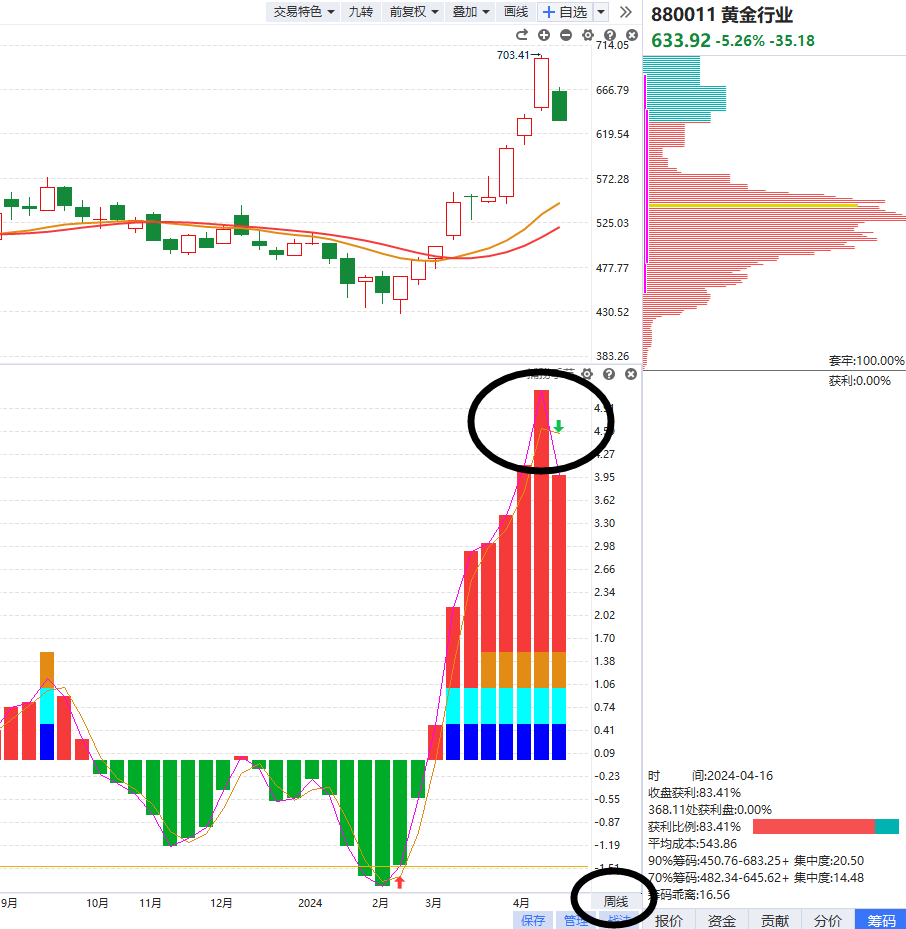 交易特色 九转 前复权 叠加 画线 + 自选
880011 黄金行业
633.92 -5.26% -35.18
703.41
714.05
666.79
619.54
572.28
525.03
477.77
430.52
383.26
套牢:100.00%
获利:0.00%
4.27
3.95
3.62
3.30
2.98
2.66
2.34
2.02
1.70
1.38
1.06
0.74
0.41
0.09
-0.23
-0.55
-0.87
-1.19
-1.51
时 间:2024-04-16
收盘获利:83.41%
368.11处获利盘:0.00%
获利比例:83.41%
平均成本:543.86
90%筹码:450.76-683.25+ 集中度:20.50
70%筹码:482.34-645.62+ 集中度:14.48
筹码乖离:16.56
9月 10月 11月 12月 2024 2月 3月 4月 周线
保存 管理 战法 报价 资金 贡献 分价 筹码